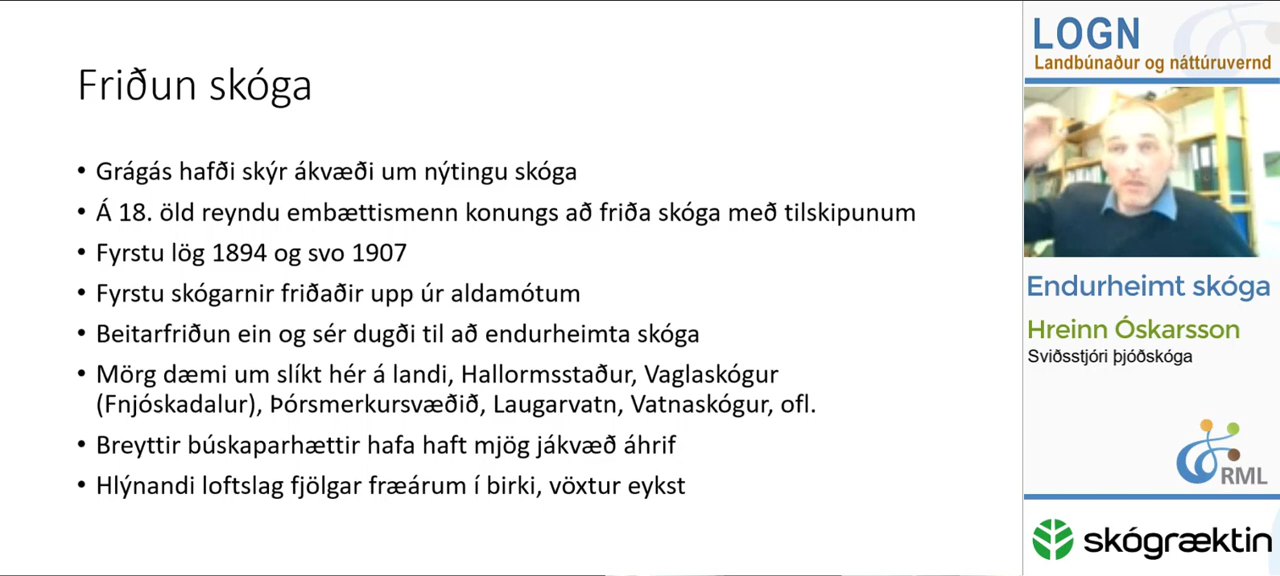 Friðun skóga
• Grágás hafði skýr ákvæði um nýtingu skóga
• Á 18. öld reyndu embættismenn konungs að friða skóga með tilskipunum
• Fyrstu lög 1894 og svo 1907
• Fyrstu skógarnir friðaðir upp úr aldamótum
• Beitarfriðun ein og sér dugði til að endurheimta skóga
• Mörg dæmi um slíkt hér á landi, Hallormsstaður, Vaglaskógur
(Fnjóskadalur), Þórsmerkursvæðið, Laugarvatn, Vatnaskógur, ofl.
• Breyttir búskaparhættir hafa haft mjög jákvæð áhrif
• Hlýnandi loftslag fjölgar fræárum í birki, vöxtur eykst
LOGN
Landbúnaður og náttúruvernd
Endurheimt skóga
Hreinn Óskarsson
Sviðsstjóri þjóðskóga
RML
skógræktin